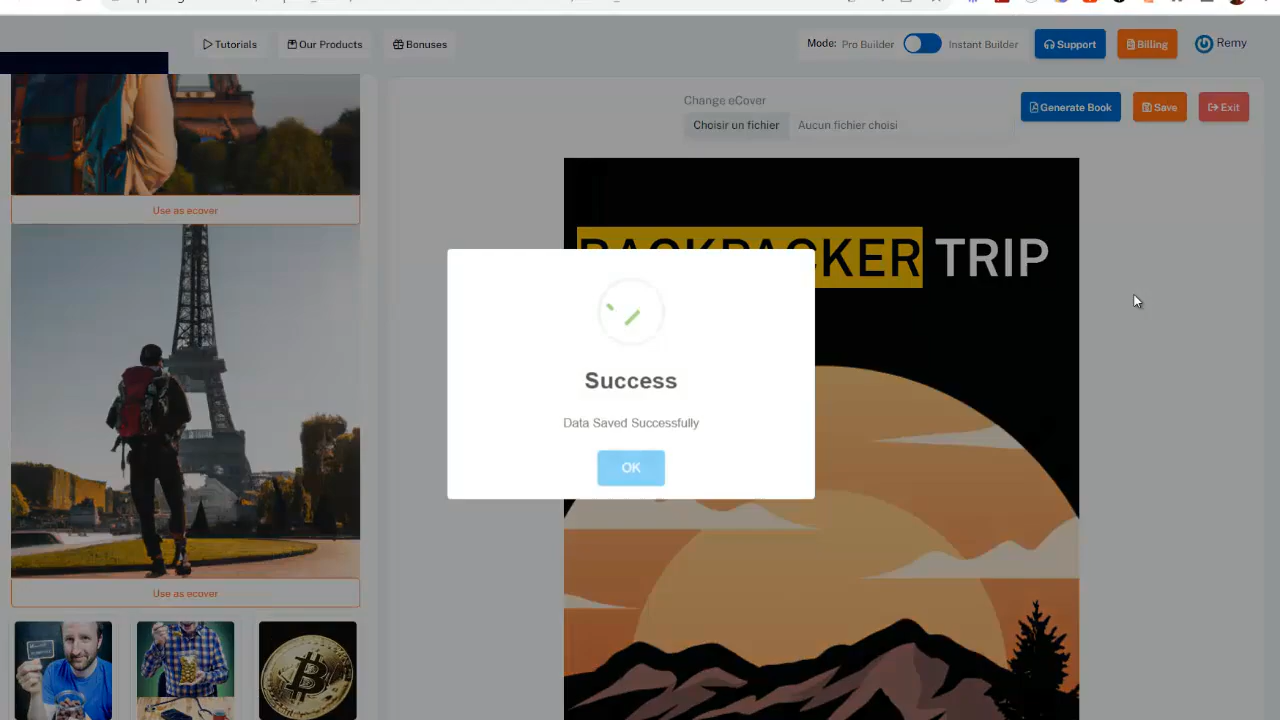 Tutorials
Our Products
Bonuses
Mode: Pro Builder
Instant Builder
Support
Billing
Remy
Change eCover
Choisir un fichier
Aucun fichier choisi
Generate Book
Save
Exit
Use as ecover
BACKPACKER TRIP
Success
Data Saved Successfully
OK
Use as ecover